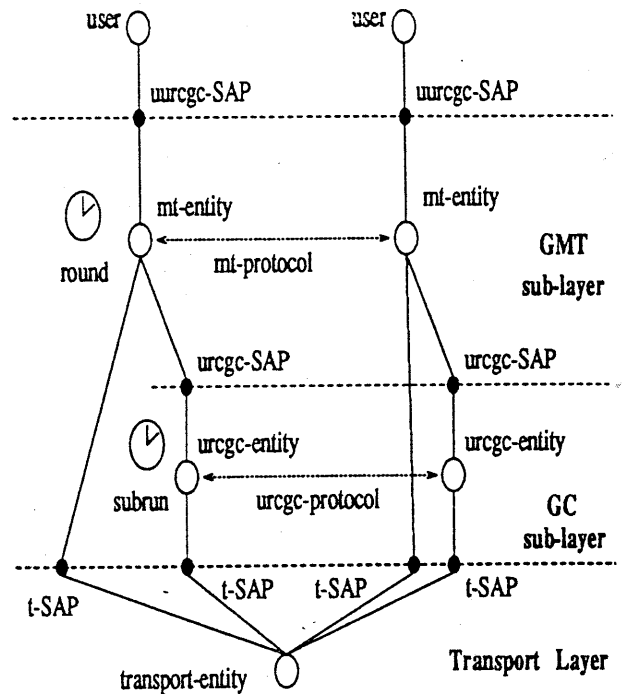 user
user
uurcgc-SAP
uurcgc-SAP
mt-entity
mt-entity
round
mt-protocol
GMT
sub-layer
urcgc-SAP
urcgc-SAP
urcgc-entity
urcgc-entity
subrun
urcgc-protocol
GC
sub-layer
t-SAP
t-SAP
t-SAP
t-SAP
transport-entity
Transport Layer